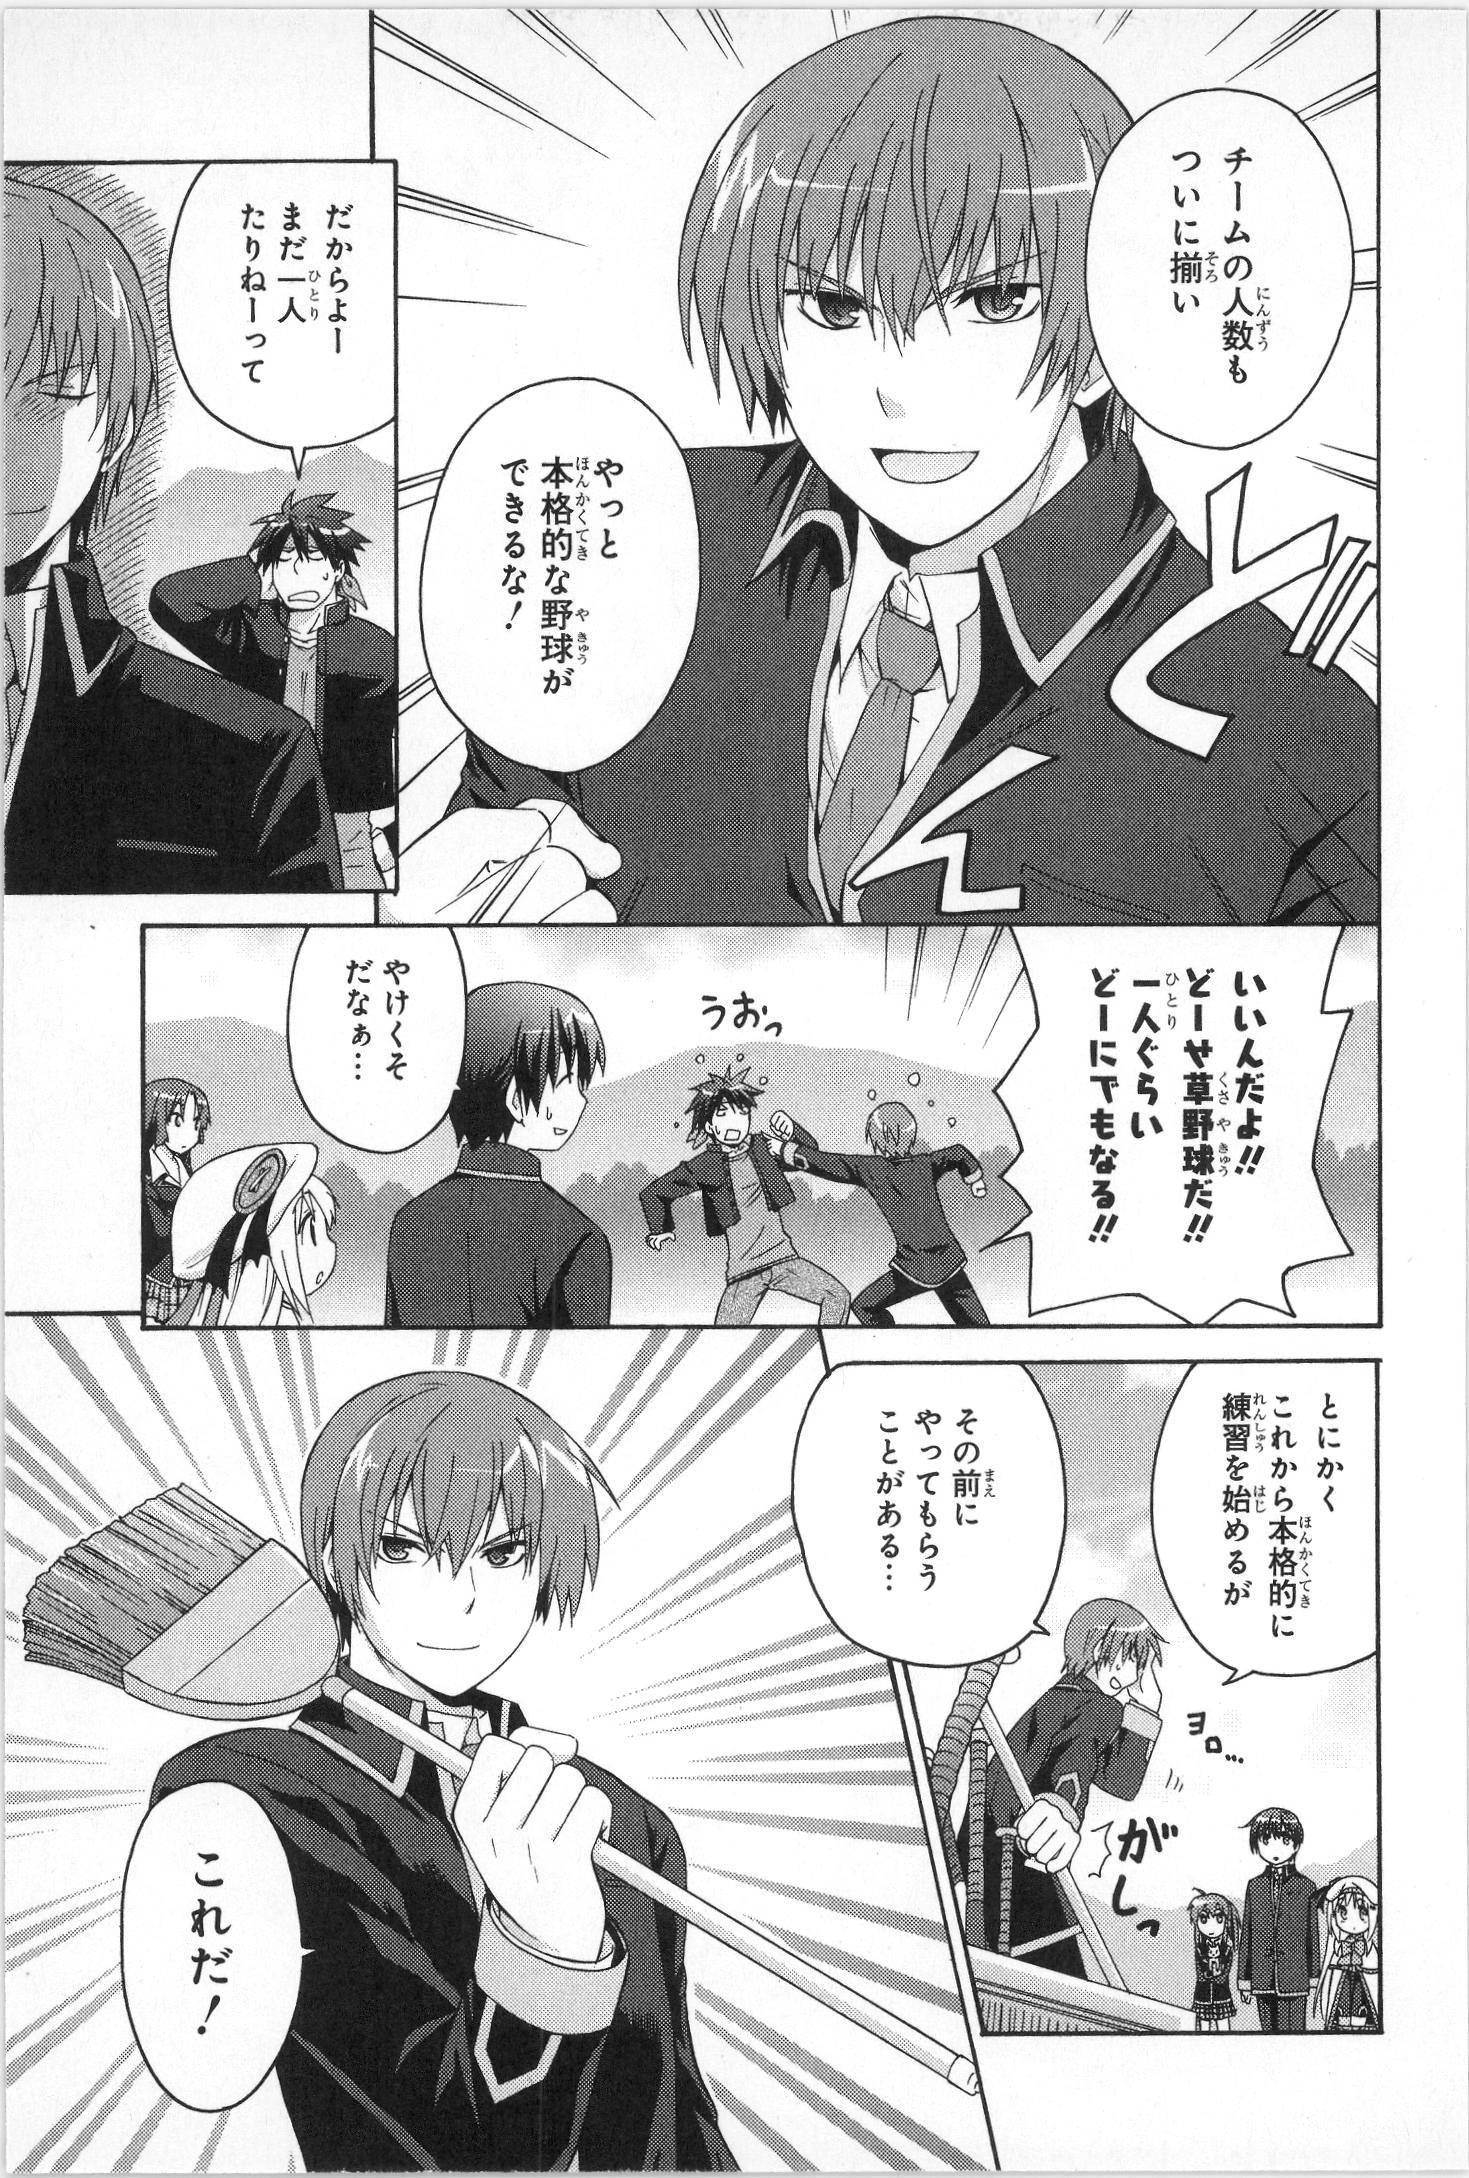 チームの人数も
ついに揃い
やっと
本格的な野球が
できるな！
ドーン
だからよー
まだ一人
たりねーって
いいんだよ!!
どーせ草野球だ!!
一人ぐらい
どーにでもなる!!
うおっ
やけくそ
だなぁ…
とにかく
これから本格的に
練習を始めるが
その前に
やってもらう
ことがある…
ヨロ…
がしっ
これだ！